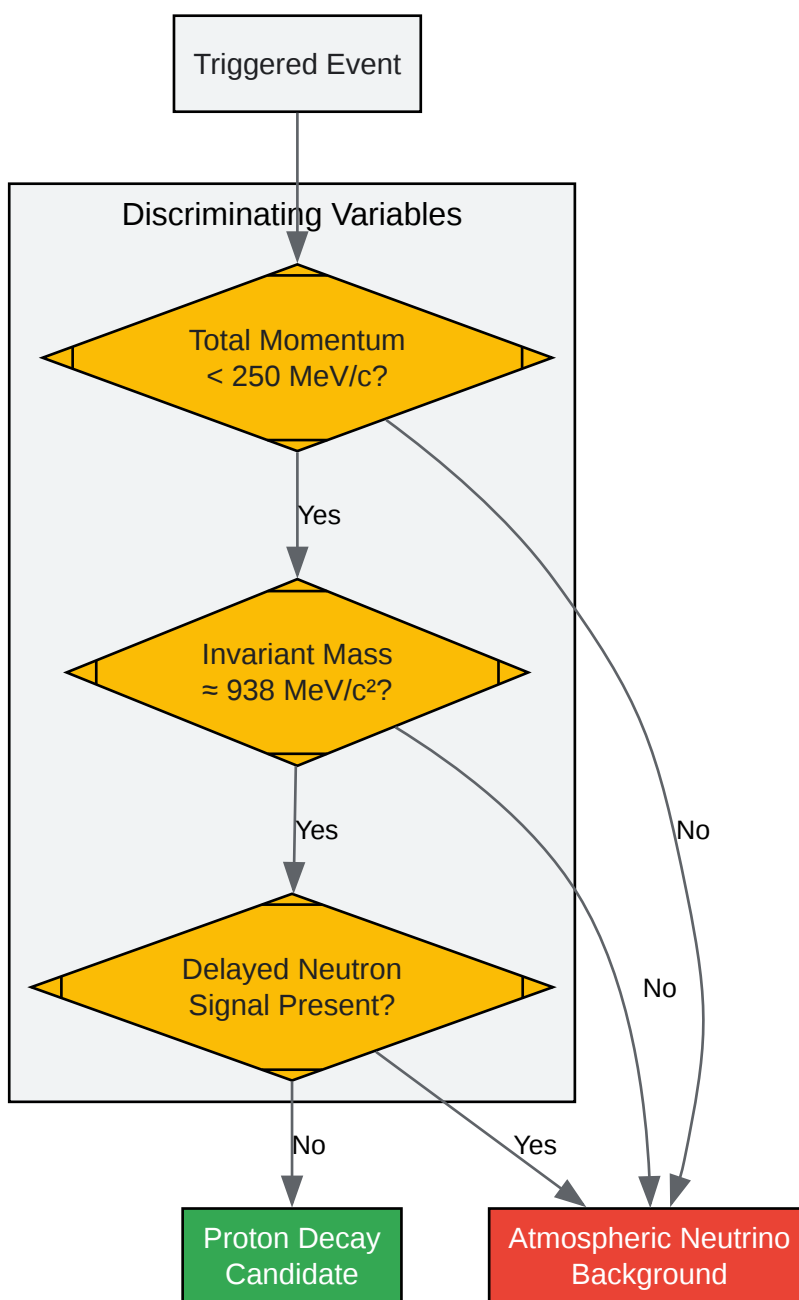 Triggered Event
Discriminating Variables
Total Momentum
< 250 MeV/c?
Yes
Invariant Mass
≈ 938 MeV/c²?
Yes
No
Delayed Neutron
Signal Present?
No
No
Yes
Proton Decay
Candidate
Atmospheric Neutrino
Background